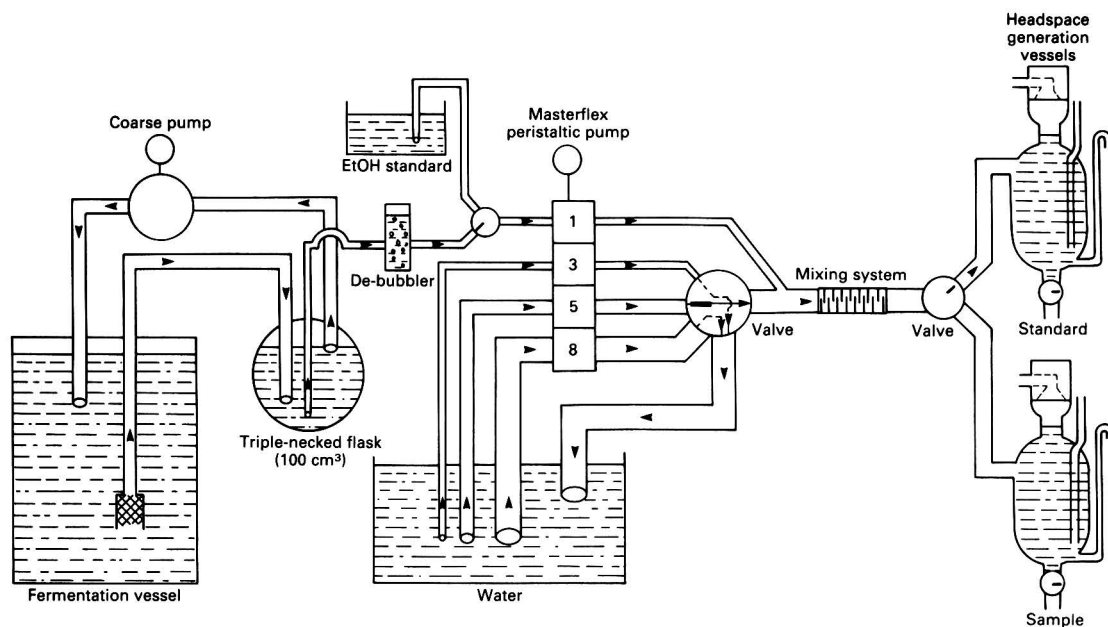 Headspace
generation
vessels
Coarse pump
Masterflex
peristaltic pump
EtOH standard
1
De-bubbler
3
Mixing system
5
Valve
Valve
Standard
8
Triple-necked flask
(100 cm³)
Fermentation vessel
Water
Sample